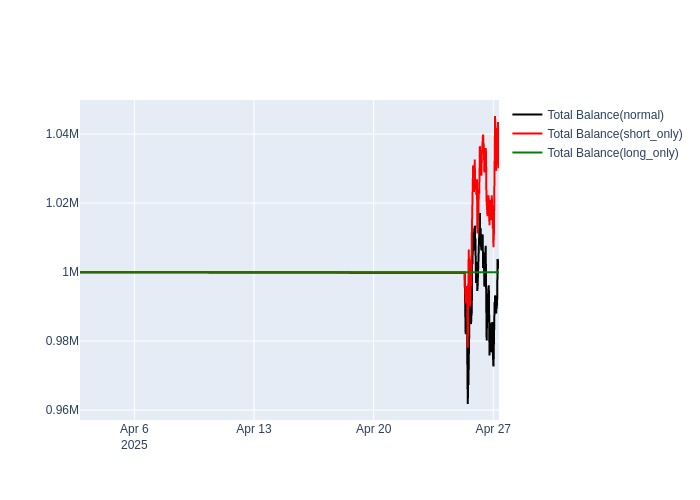 Total Balance(normal)
Total Balance(short_only)
Total Balance(long_only)
1.04M
1.02M
1M
0.98M
0.96M
Apr 6
2025
Apr 13
Apr 20
Apr 27